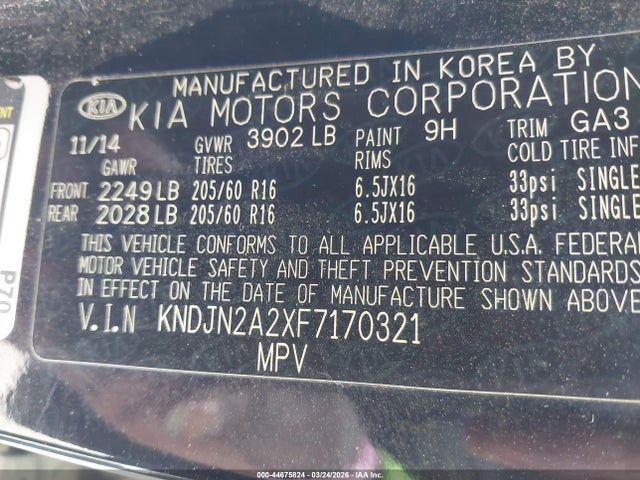 MANUFACTURED IN KOREA BY
KIA KIA MOTORS CORPORATION
11/14 GVWR 3902 LB PAINT 9H TRIM GA3
GAWR TIRES RIMS COLD TIRE INF
FRONT 2249 LB 205/60 R16 6.5JX16 33psi SINGLE
REAR 2028 LB 205/60 R16 6.5JX16 33psi SINGLE
THIS VEHICLE CONFORMS TO ALL APPLICABLE U.S.A. FEDERAL
MOTOR VEHICLE SAFETY AND THEFT PREVENTION STANDARDS
IN EFFECT ON THE DATE OF MANUFACTURE SHOWN ABOVE
V.I.N KNDJN2A2XF7170321
MPV
P70
000-44675824 | 03/24/2026 | COPART